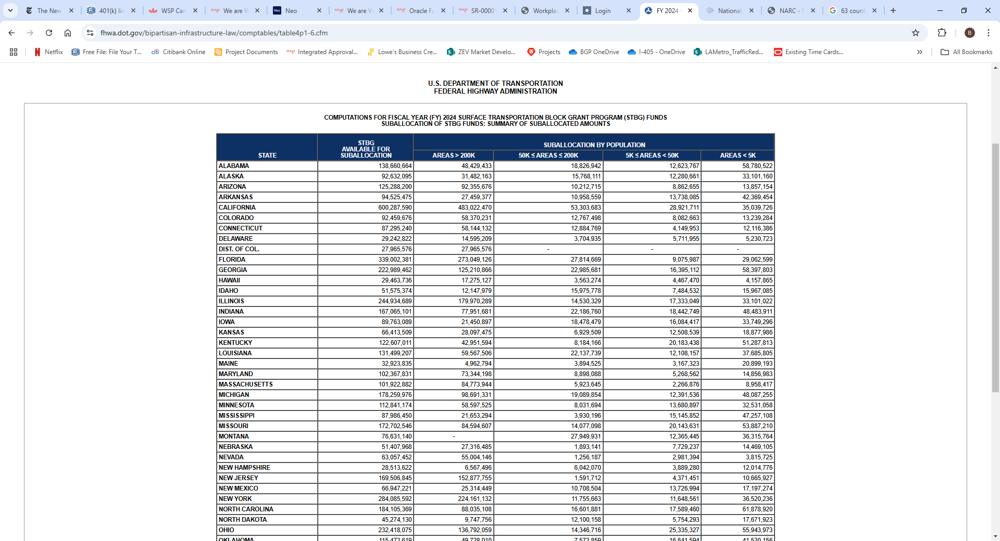 The New
401(k) lin
WSP Can
We are W
Neo
We are W
Oracle Fu
SR-0000
Workplac
Login
FY 2024
National
NARC - N
63 count
fhwa.dot.gov/bipartisan-infrastructure-law/comptables/table4p1-6.cfm
B
Netflix
Free File: File Your T...
citi Citibank Online
Project Documents
Integrated Approval...
Lowe's Business Cre...
ZEV Market Develo...
Projects
BGP OneDrive
I-405 - OneDrive
LAMetro_TrafficRed...
Existing Time Cards...
All Bookmarks
U.S. DEPARTMENT OF TRANSPORTATION
FEDERAL HIGHWAY ADMINISTRATION
COMPUTATIONS FOR FISCAL YEAR (FY) 2024 SURFACE TRANSPORTATION BLOCK GRANT PROGRAM (STBG) FUNDS
SUBALLOCATION OF STBG FUNDS: SUMMARY OF SUBALLOCATED AMOUNTS
STATE STBG AVAILABLE FOR SUBALLOCATION SUBALLOCATION BY POPULATION
AREAS > 200K 50K ≤ AREAS ≤ 200K 5K ≤ AREAS < 50K AREAS < 5K
ALABAMA 138,660,664 48,429,433 18,826,942 12,623,767 58,780,522
ALASKA 92,632,095 31,482,163 15,768,111 12,280,661 33,101,160
ARIZONA 125,288,200 92,355,676 10,212,715 8,862,655 13,857,154
ARKANSAS 94,525,475 27,459,377 10,958,559 13,738,085 42,369,454
CALIFORNIA 600,287,590 483,022,470 53,303,683 28,921,711 35,039,726
COLORADO 92,459,676 58,370,231 12,767,498 8,082,663 13,239,284
CONNECTICUT 87,295,240 58,144,132 12,884,769 4,149,953 12,116,386
DELAWARE 29,242,822 14,595,209 3,704,935 5,711,955 5,230,723
DIST. OF COL. 27,965,576 27,965,576 - - -
FLORIDA 339,002,381 273,049,126 27,814,669 9,075,987 29,062,599
GEORGIA 222,989,462 125,210,866 22,985,681 16,395,112 58,397,803
HAWAII 29,463,736 17,275,127 3,563,274 4,467,470 4,157,865
IDAHO 51,575,374 12,147,979 15,975,778 7,484,532 15,967,085
ILLINOIS 244,934,689 179,970,289 14,530,329 17,333,049 33,101,022
INDIANA 167,065,101 77,951,681 22,186,760 18,442,749 48,483,911
IOWA 89,763,089 21,450,897 18,478,479 16,084,417 33,749,296
KANSAS 66,413,509 28,097,475 6,929,509 12,508,539 18,877,986
KENTUCKY 122,607,011 42,951,594 8,184,166 20,183,438 51,287,813
LOUISIANA 131,499,207 59,567,506 22,137,739 12,108,157 37,685,805
MAINE 32,923,835 4,962,794 3,894,525 3,167,323 20,899,193
MARYLAND 102,367,831 73,344,198 8,898,088 5,268,562 14,856,983
MASSACHUSETTS 101,922,882 84,773,944 5,923,645 2,266,876 8,958,417
MICHIGAN 178,259,976 98,691,331 19,089,854 12,391,536 48,087,255
MINNESOTA 112,841,174 58,597,525 8,031,694 13,680,897 32,531,058
MISSISSIPPI 87,986,450 21,653,294 3,930,196 15,145,852 47,257,108
MISSOURI 172,702,546 84,594,607 14,077,098 20,143,631 53,887,210
MONTANA 76,631,140 - 27,949,931 12,365,445 36,315,764
NEBRASKA 51,407,968 27,316,485 1,893,141 7,729,237 14,469,105
NEVADA 63,057,452 55,004,146 1,256,187 2,981,394 3,815,725
NEW HAMPSHIRE 28,513,622 6,567,496 6,042,070 3,889,280 12,014,776
NEW JERSEY 169,506,845 152,877,755 1,591,712 4,371,451 10,665,927
NEW MEXICO 66,947,221 25,314,449 10,708,504 13,726,994 17,197,274
NEW YORK 284,085,592 224,161,132 11,755,663 11,648,561 36,520,236
NORTH CAROLINA 184,105,369 88,035,108 16,601,881 17,589,460 61,878,920
NORTH DAKOTA 45,274,130 9,747,756 12,100,158 5,754,293 17,671,923
OHIO 232,418,075 136,792,059 14,346,716 25,335,327 55,943,973
OKLAHOMA 115,472,619 49,728,010 7,572,859 16,641,594 41,530,156